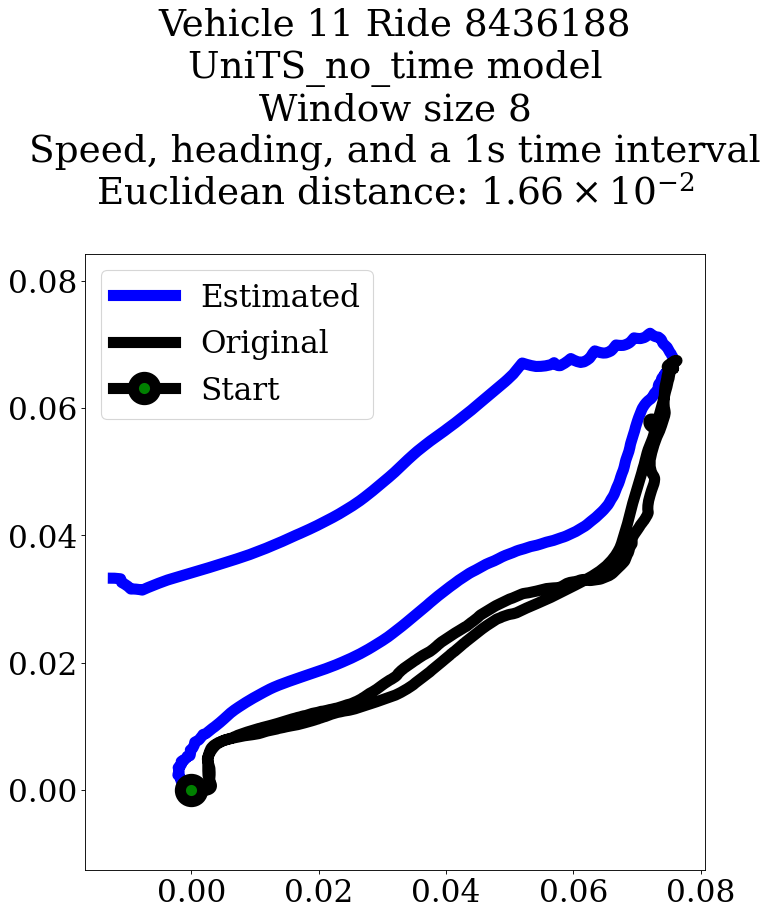 Vehicle 11 Ride 8436188
UniTS_no_time model
Window size 8
Speed, heading, and a 1s time interval
Euclidean distance: 1.66 × 10⁻²
Estimated
Original
Start
0.08
0.06
0.04
0.02
0.00
0.00 0.02 0.04 0.06 0.08